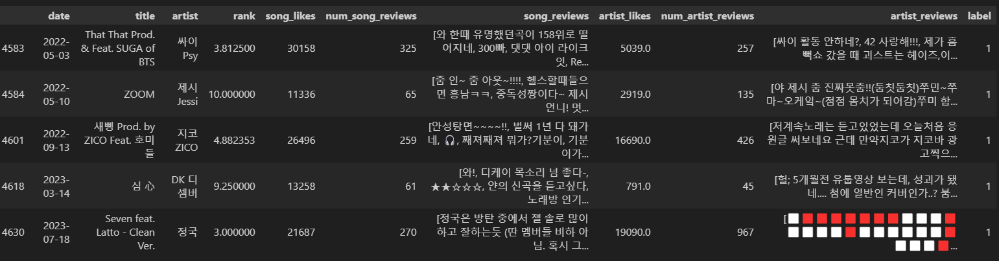 date title artist rank song_likes num_song_reviews song_reviews artist_likes num_artist_reviews artist_reviews label
4583 2022-05-03 That That Prod. & Feat. SUGA of BTS 싸이 Psy 3.812500 30158 325 [와 한때 유명했던곡이 158위로 떨어지네, 300빠, 댓댓 아이 라이크 잇, Re... 5039.0 257 [싸이 활동 안하네?, 42 사랑해!!!, 제가 흠뻑쇼 갔을 때 괴스트는 헤이즈,이... 1
4584 2022-05-10 ZOOM 제시 Jessi 10.000000 11336 65 [줌 인~ 줌 아웃~!!!!, 헬스할때들으면 흥남ㅋㅋ, 중독성짱이다~ 제시언니! 멋... 2919.0 135 [야 제시 춤 진짜못춤!!(둠칫둠칫)쭈민~쭈마~오케잌~(점점 몸치가 되어감)쭈미 합... 1
4601 2022-09-13 새삥 Prod. by ZICO Feat. 호미들 지코 ZICO 4.882353 26496 259 [안성탕면~~~~!!, 벌써 1년 다 돼가네, 🎧, 째져째져 뭐가?기분이, 기분이가... 16690.0 426 [저계속노래는 듣고있었는데 오늘처음 응원글 써보네요 근데 만약지코가 지코바 광고찍으... 1
4618 2023-03-14 심 心 DK 디셈버 9.250000 13258 61 [와!, 디케이 목소리 넘 좋다-, ★★☆☆☆, 얀의 신곡을 듣고싶다, 노래방 인기... 791.0 45 [헐; 5개월전 유툽영상 보는데, 성괴가 됐네.... 첨에 일반인 커버인가..? 붐... 1
4630 2023-07-18 Seven feat. Latto - Clean Ver. 정국 3.000000 21687 270 [정국은 방탄 중에서 젤 솔로 많이하고 잘하는듯 (딴 멤버들 비하 아님. 혹시 그... 19090.0 967 [⬜🟥🟥🟥🟥🟥🟥🟥⬜⬜⬜🟥⬜⬜⬜⬜🟥⬜⬜⬜⬜⬜⬜🟥⬜⬜⬜🟥... 1